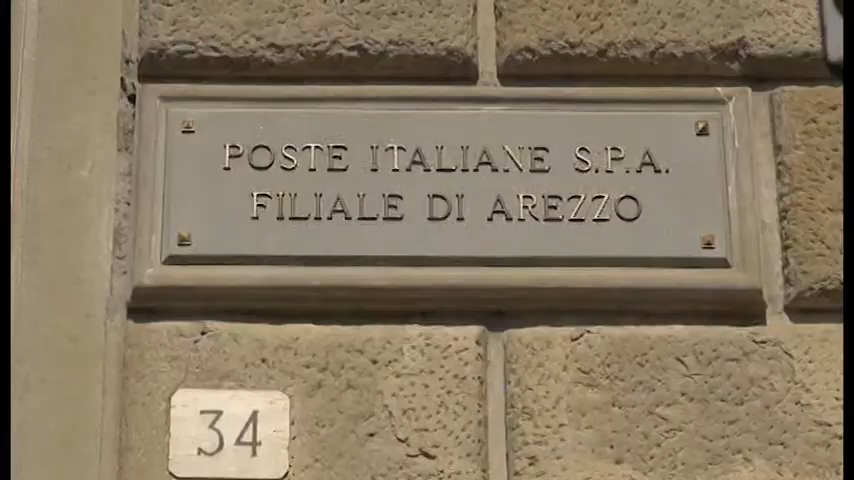 POSTE ITALIANE S.P.A.
FILIALE DI AREZZO
34